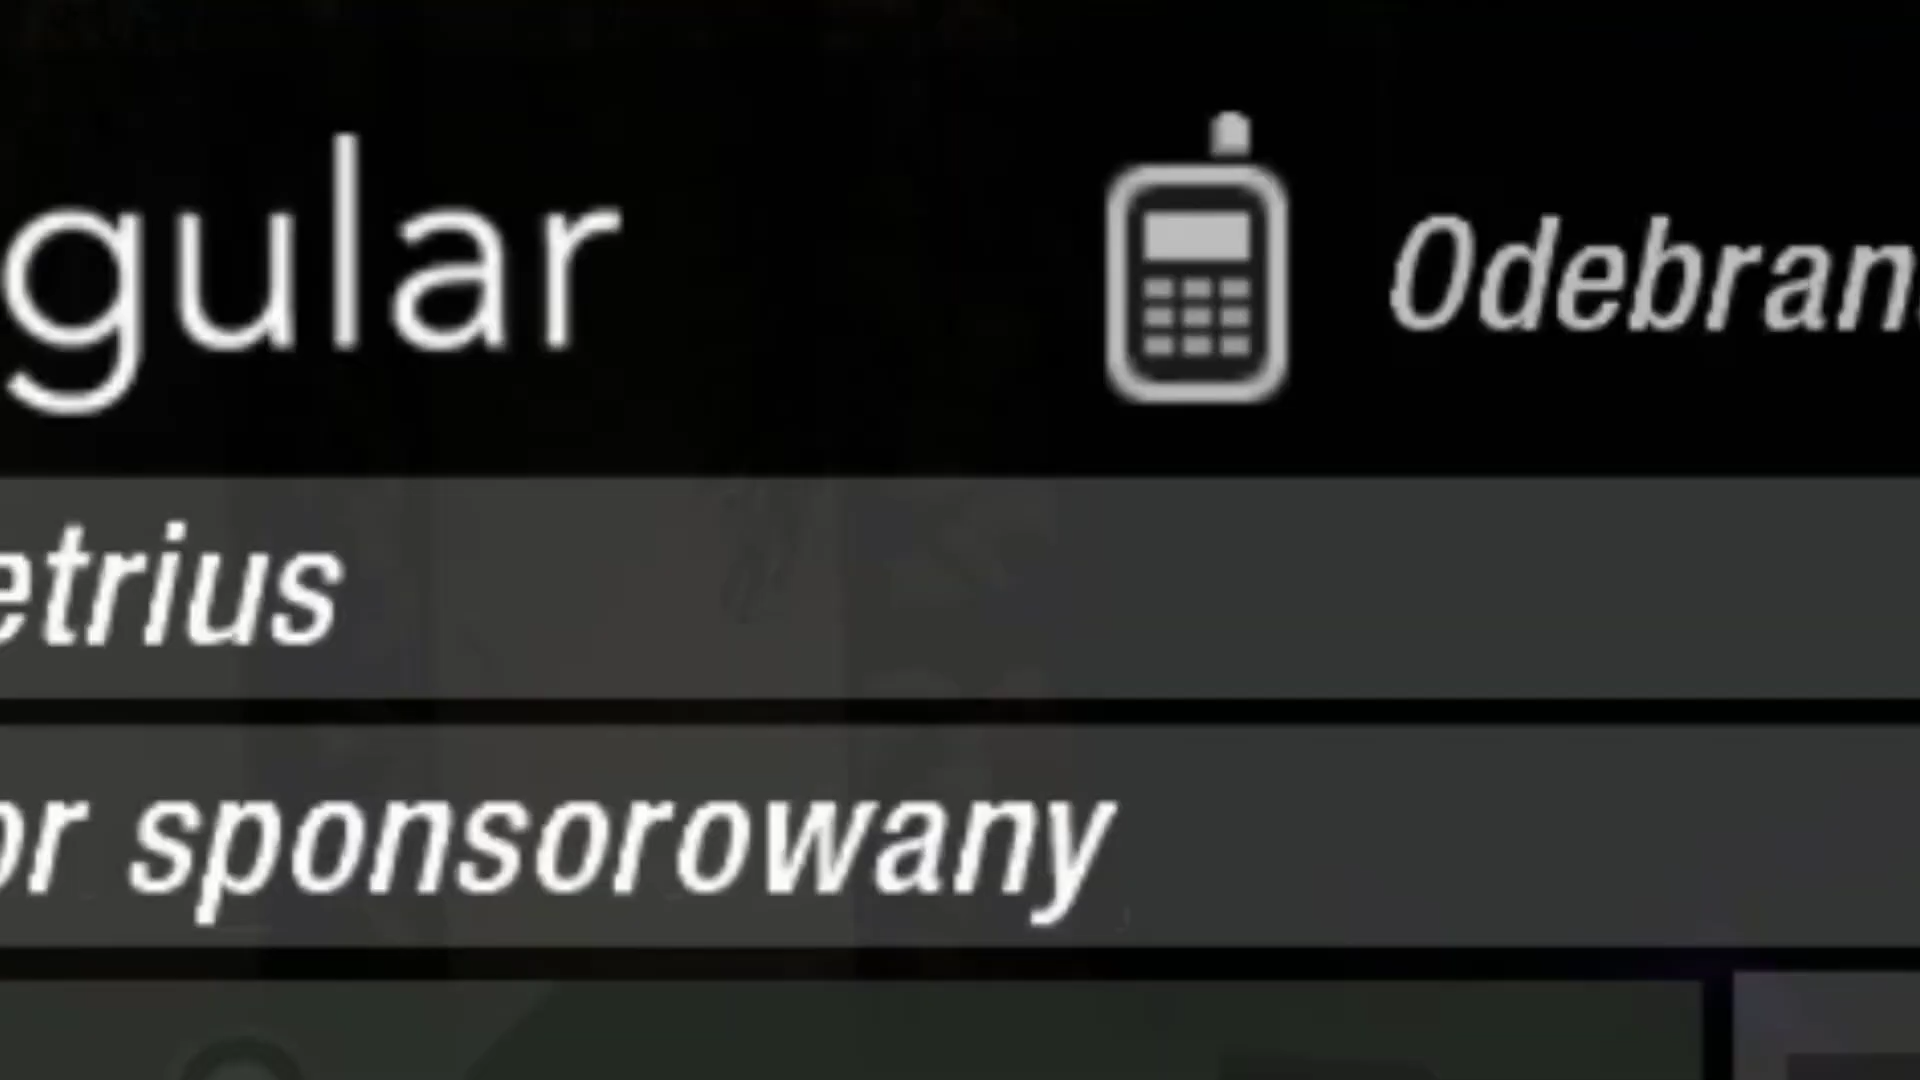 gular
Odebran
etrius
or sponsorowany